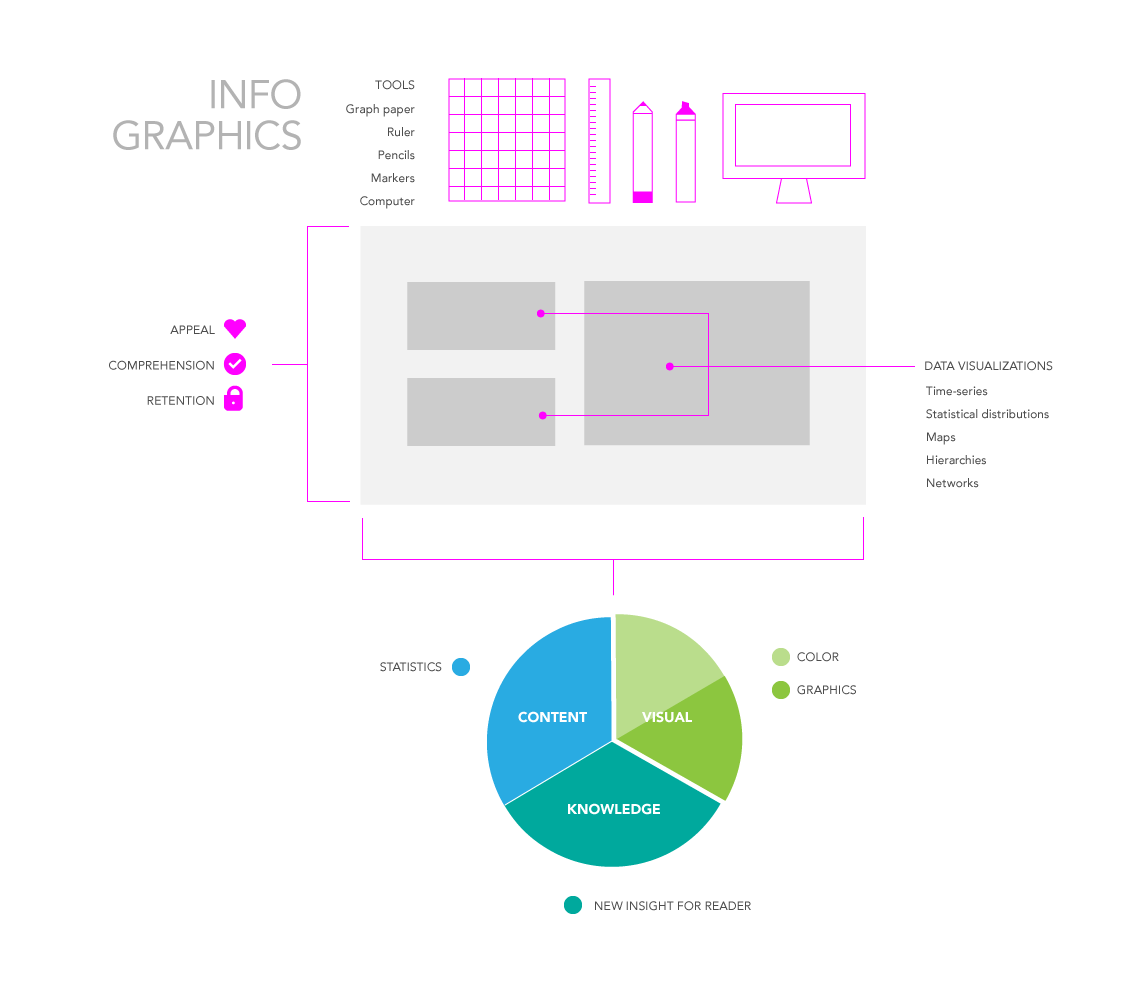 INFO
GRAPHICS
TOOLS
Graph paper
Ruler
Pencils
Markers
Computer
APPEAL
COMPREHENSION
RETENTION
DATA VISUALIZATIONS
Time-series
Statistical distributions
Maps
Hierarchies
Networks
STATISTICS
COLOR
GRAPHICS
CONTENT
VISUAL
KNOWLEDGE
NEW INSIGHT FOR READER